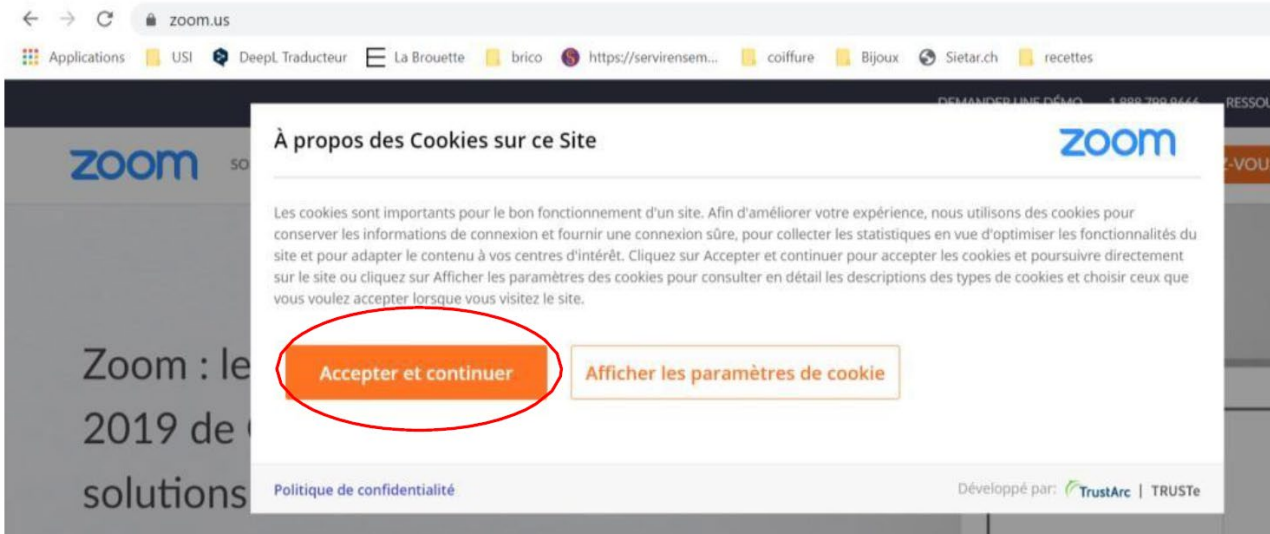 zoom.us
Applications USI DeepL Traducteur La Brouette brico https://servirensem... coiffure Bijoux Sietar.ch recettes
DEMANDER UNE DÉMO 1.888.799.9666 RESSOU
À propos des Cookies sur ce Site zoom
zoom SO Z-VOU
Les cookies sont importants pour le bon fonctionnement d'un site. Afin d'améliorer votre expérience, nous utilisons des cookies pour
conserver les informations de connexion et fournir une connexion sûre, pour collecter les statistiques en vue d'optimiser les fonctionnalités du
site et pour adapter le contenu à vos centres d'intérêt. Cliquez sur Accepter et continuer pour accepter les cookies et poursuivre directement
sur le site ou cliquez sur Afficher les paramètres des cookies pour consulter en détail les descriptions des types de cookies et choisir ceux que
vous voulez accepter lorsque vous visitez le site.
Zoom : le
Accepter et continuer Afficher les paramètres de cookie
2019 de
solutions
Politique de confidentialité Développé par: TrustArc | TRUSTe